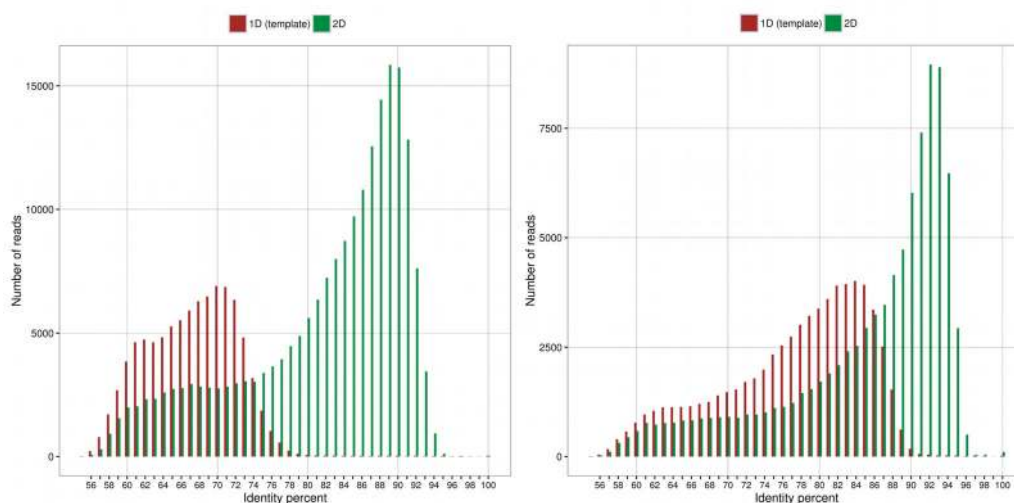 1D (template) 2D
15000
10000
5000
0
Number of reads
56 58 60 62 64 66 68 70 72 74 76 78 80 82 84 86 88 90 92 94 96 98 100
Identity percent
1D (template) 2D
7500
5000
2500
0
Number of reads
56 58 60 62 64 66 68 70 72 74 76 78 80 82 84 86 88 90 92 94 96 98 100
Identity percent